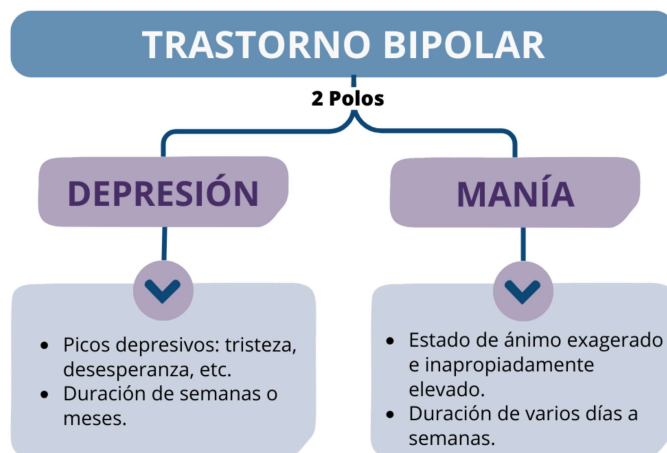 TRASTORNO BIPOLAR
2 Polos
DEPRESIÓN
• Picos depresivos: tristeza,
desesperanza, etc.
• Duración de semanas o
meses.
MANÍA
• Estado de ánimo exagerado
e inapropiadamente
elevado.
• Duración de varios días a
semanas.